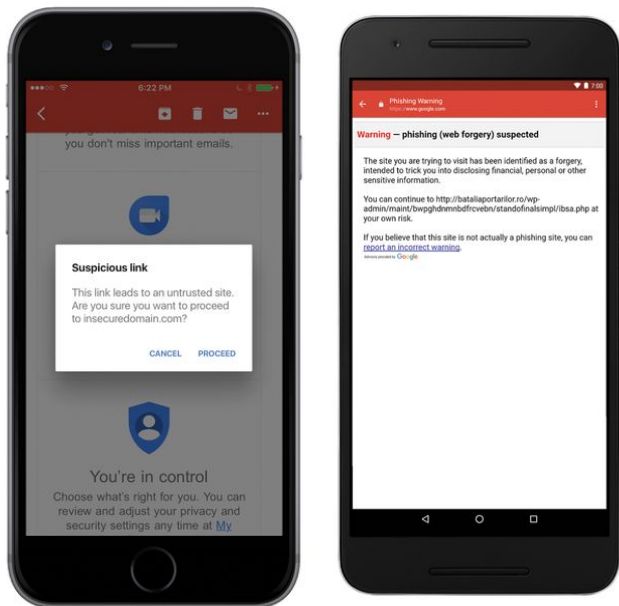 6:22 PM
you don't miss important emails.
Suspicious link
This link leads to an untrusted site.
Are you sure you want to proceed
to insecuredomain.com?
CANCEL PROCEED
You're in control
Choose what's right for you. You can
review and adjust your privacy and
security settings any time at My
7:00
Phishing Warning
https://www.google.com
Warning — phishing (web forgery) suspected
The site you are trying to visit has been identified as a forgery,
intended to trick you into disclosing financial, personal or other
sensitive information.
You can continue to http://bataliaportarilor.ro/wp-
admin/maint/bwpghdnmnbdfrcvebn/standofinalsimpl/ibsa.php at
your own risk.
If you believe that this site is not actually a phishing site, you can
report an incorrect warning.
Advisory provided by Google